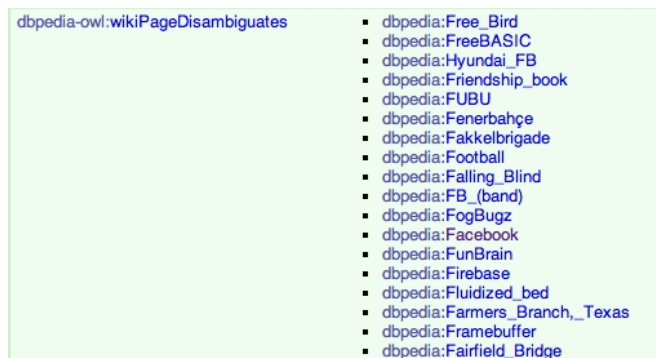 dbpedia-owl:wikiPageDisambiguates
dbpedia:Free_Bird
dbpedia:FreeBASIC
dbpedia:Hyundai_FB
dbpedia:Friendship_book
dbpedia:FUBU
dbpedia:Fenerbahçe
dbpedia:Fakkelbrigade
dbpedia:Football
dbpedia:Falling_Blind
dbpedia:FB_(band)
dbpedia:FogBugz
dbpedia:Facebook
dbpedia:FunBrain
dbpedia:Firebase
dbpedia:Fluidized_bed
dbpedia:Farmers_Branch,_Texas
dbpedia:Framebuffer
dbpedia:Fairfield_Bridge